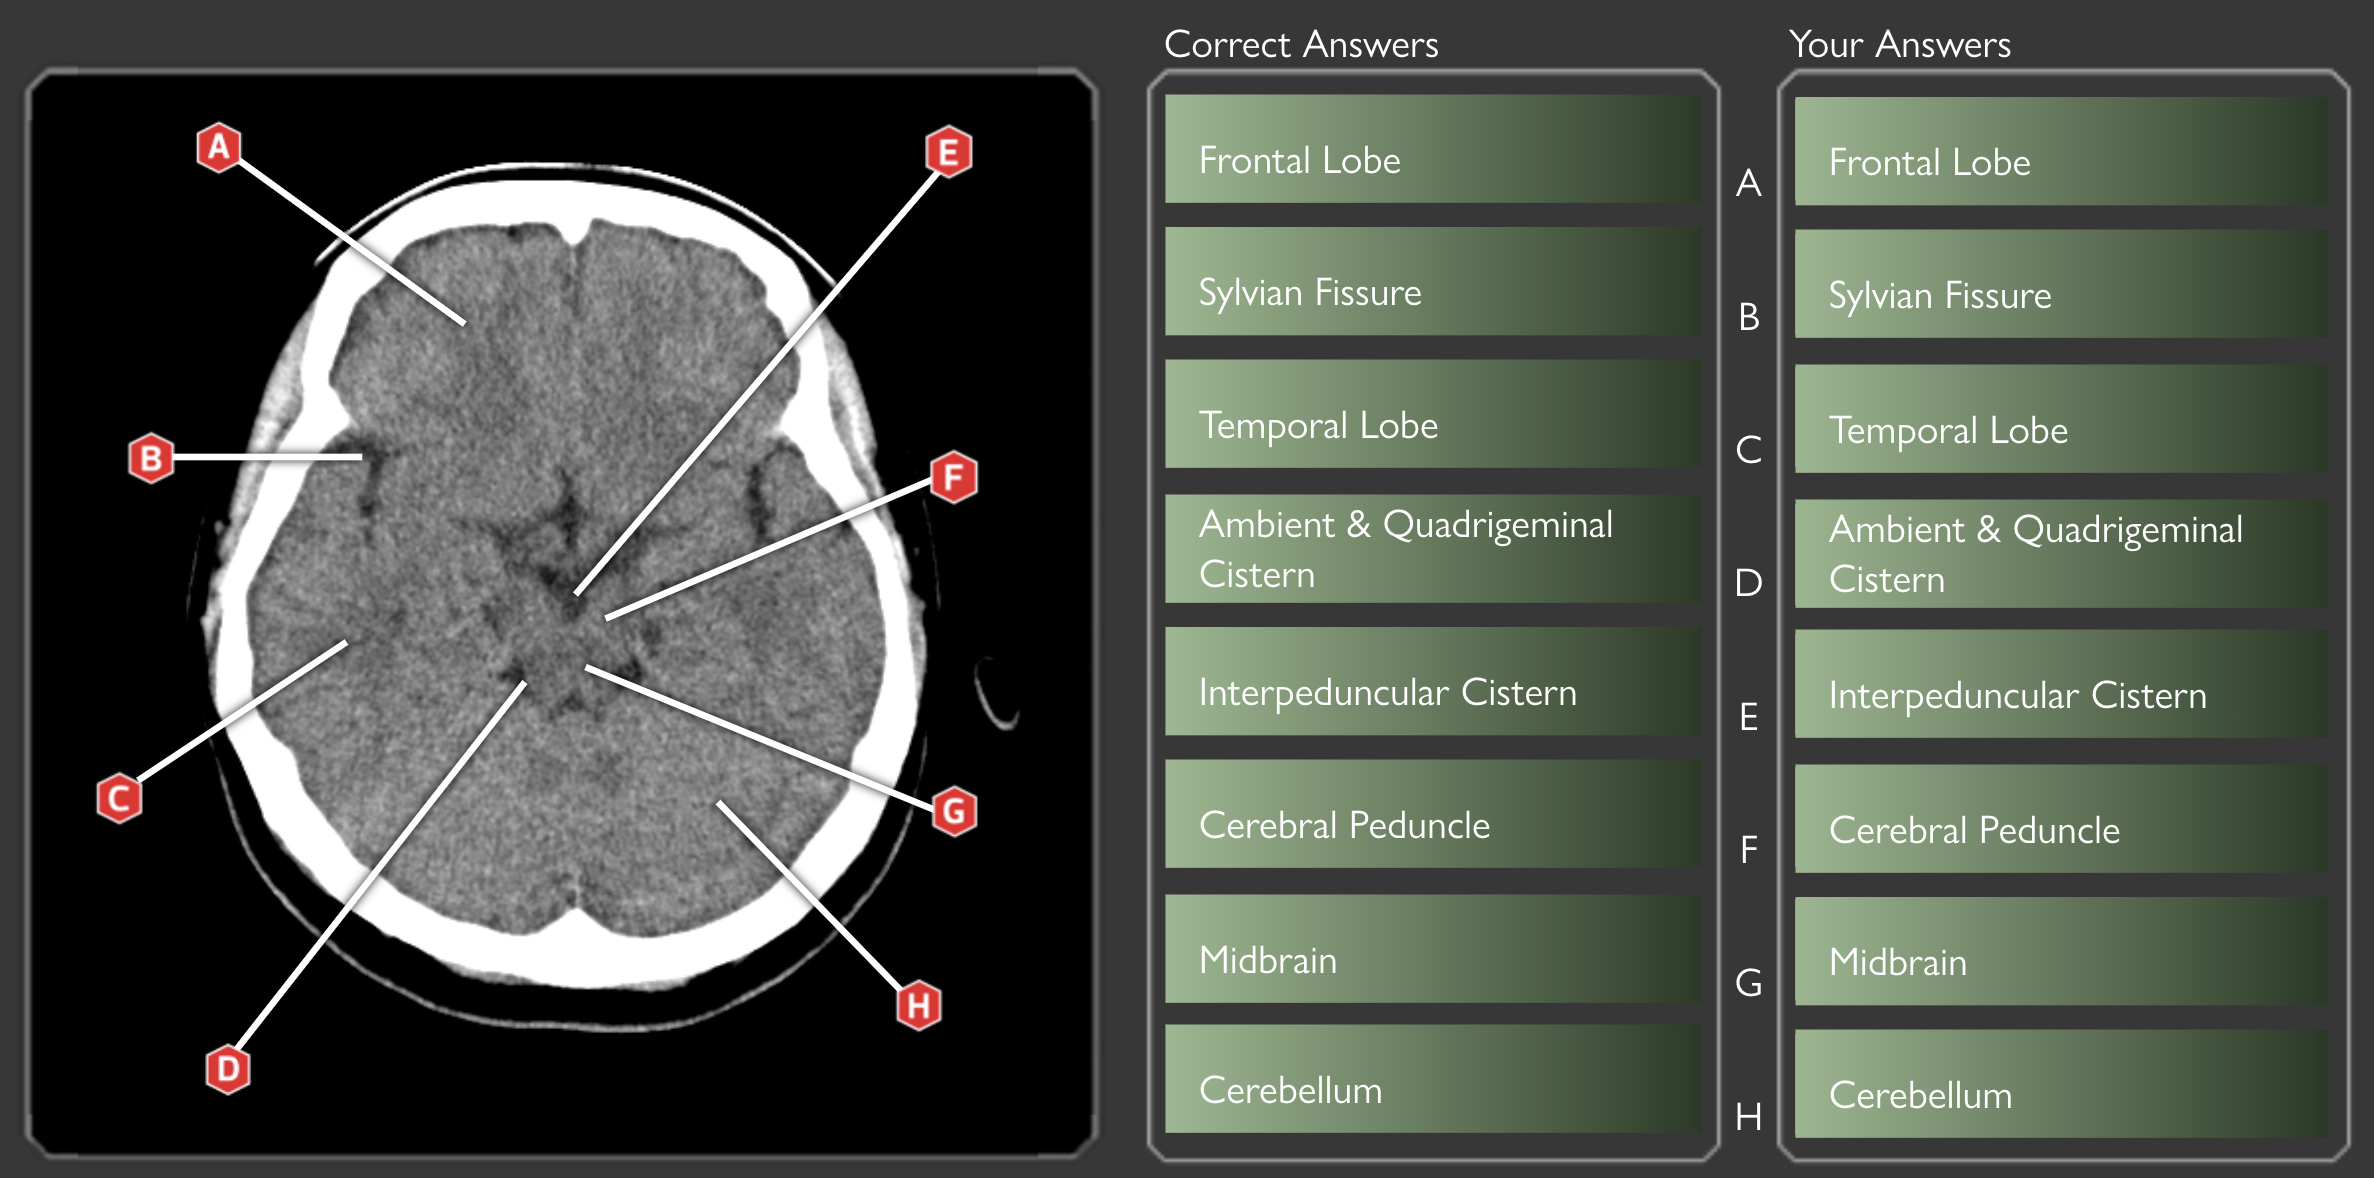 Correct Answers
Your Answers
A
E
B
F
C
G
H
D
Frontal Lobe
Sylvian Fissure
Temporal Lobe
Ambient & Quadrigeminal
Cistern
Interpeduncular Cistern
Cerebral Peduncle
Midbrain
Cerebellum
A
B
C
D
E
F
G
H
Frontal Lobe
Sylvian Fissure
Temporal Lobe
Ambient & Quadrigeminal
Cistern
Interpeduncular Cistern
Cerebral Peduncle
Midbrain
Cerebellum